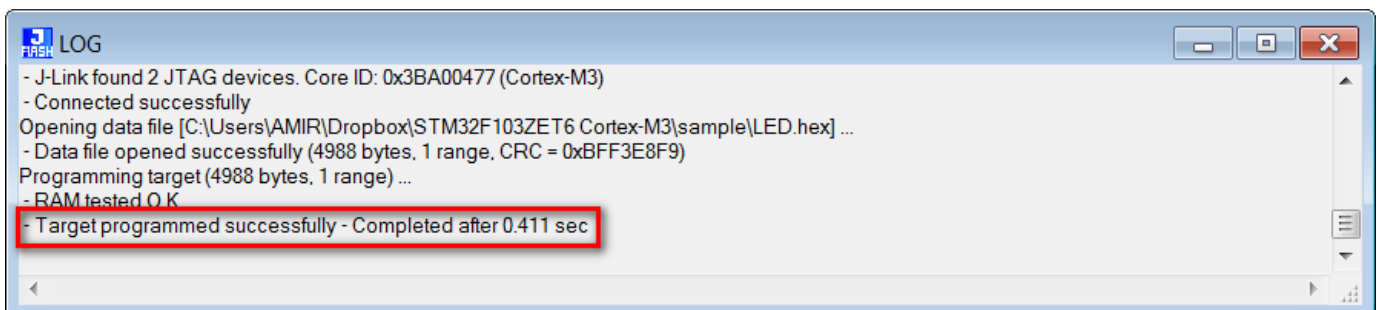 J
FLASH
LOG
- J-Link found 2 JTAG devices. Core ID: 0x3BA00477 (Cortex-M3)
- Connected successfully
Opening data file [C:\Users\AMIR\Dropbox\STM32F103ZET6 Cortex-M3\sample\LED.hex] ...
- Data file opened successfully (4988 bytes, 1 range, CRC = 0xBFF3E8F9)
Programming target (4988 bytes, 1 range) ...
- RAM tested O.K.
- Target programmed successfully - Completed after 0.411 sec